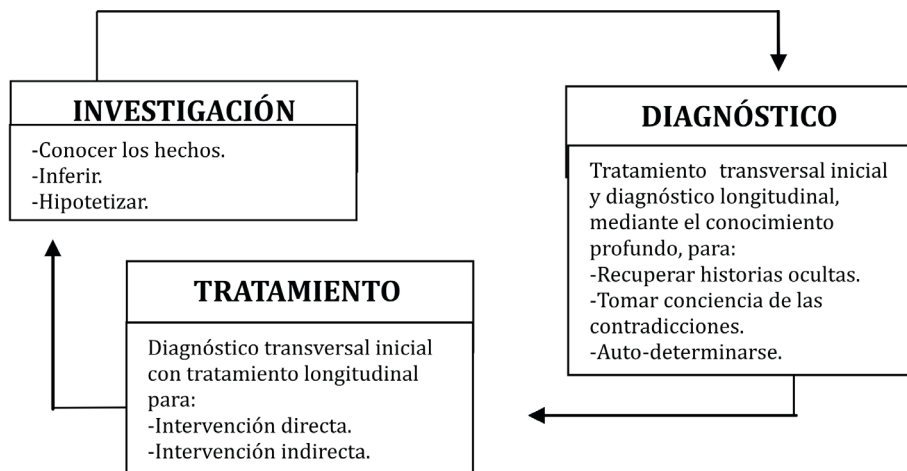 INVESTIGACIÓN
-Conocer los hechos.
-Inferir.
-Hipotetizar.
DIAGNÓSTICO
Tratamiento transversal inicial
y diagnóstico longitudinal,
mediante el conocimiento
profundo, para:
-Recuperar historias ocultas.
-Tomar conciencia de las
contradicciones.
-Auto-determinarse.
TRATAMIENTO
Diagnóstico transversal inicial
con tratamiento longitudinal
para:
-Intervención directa.
-Intervención indirecta.